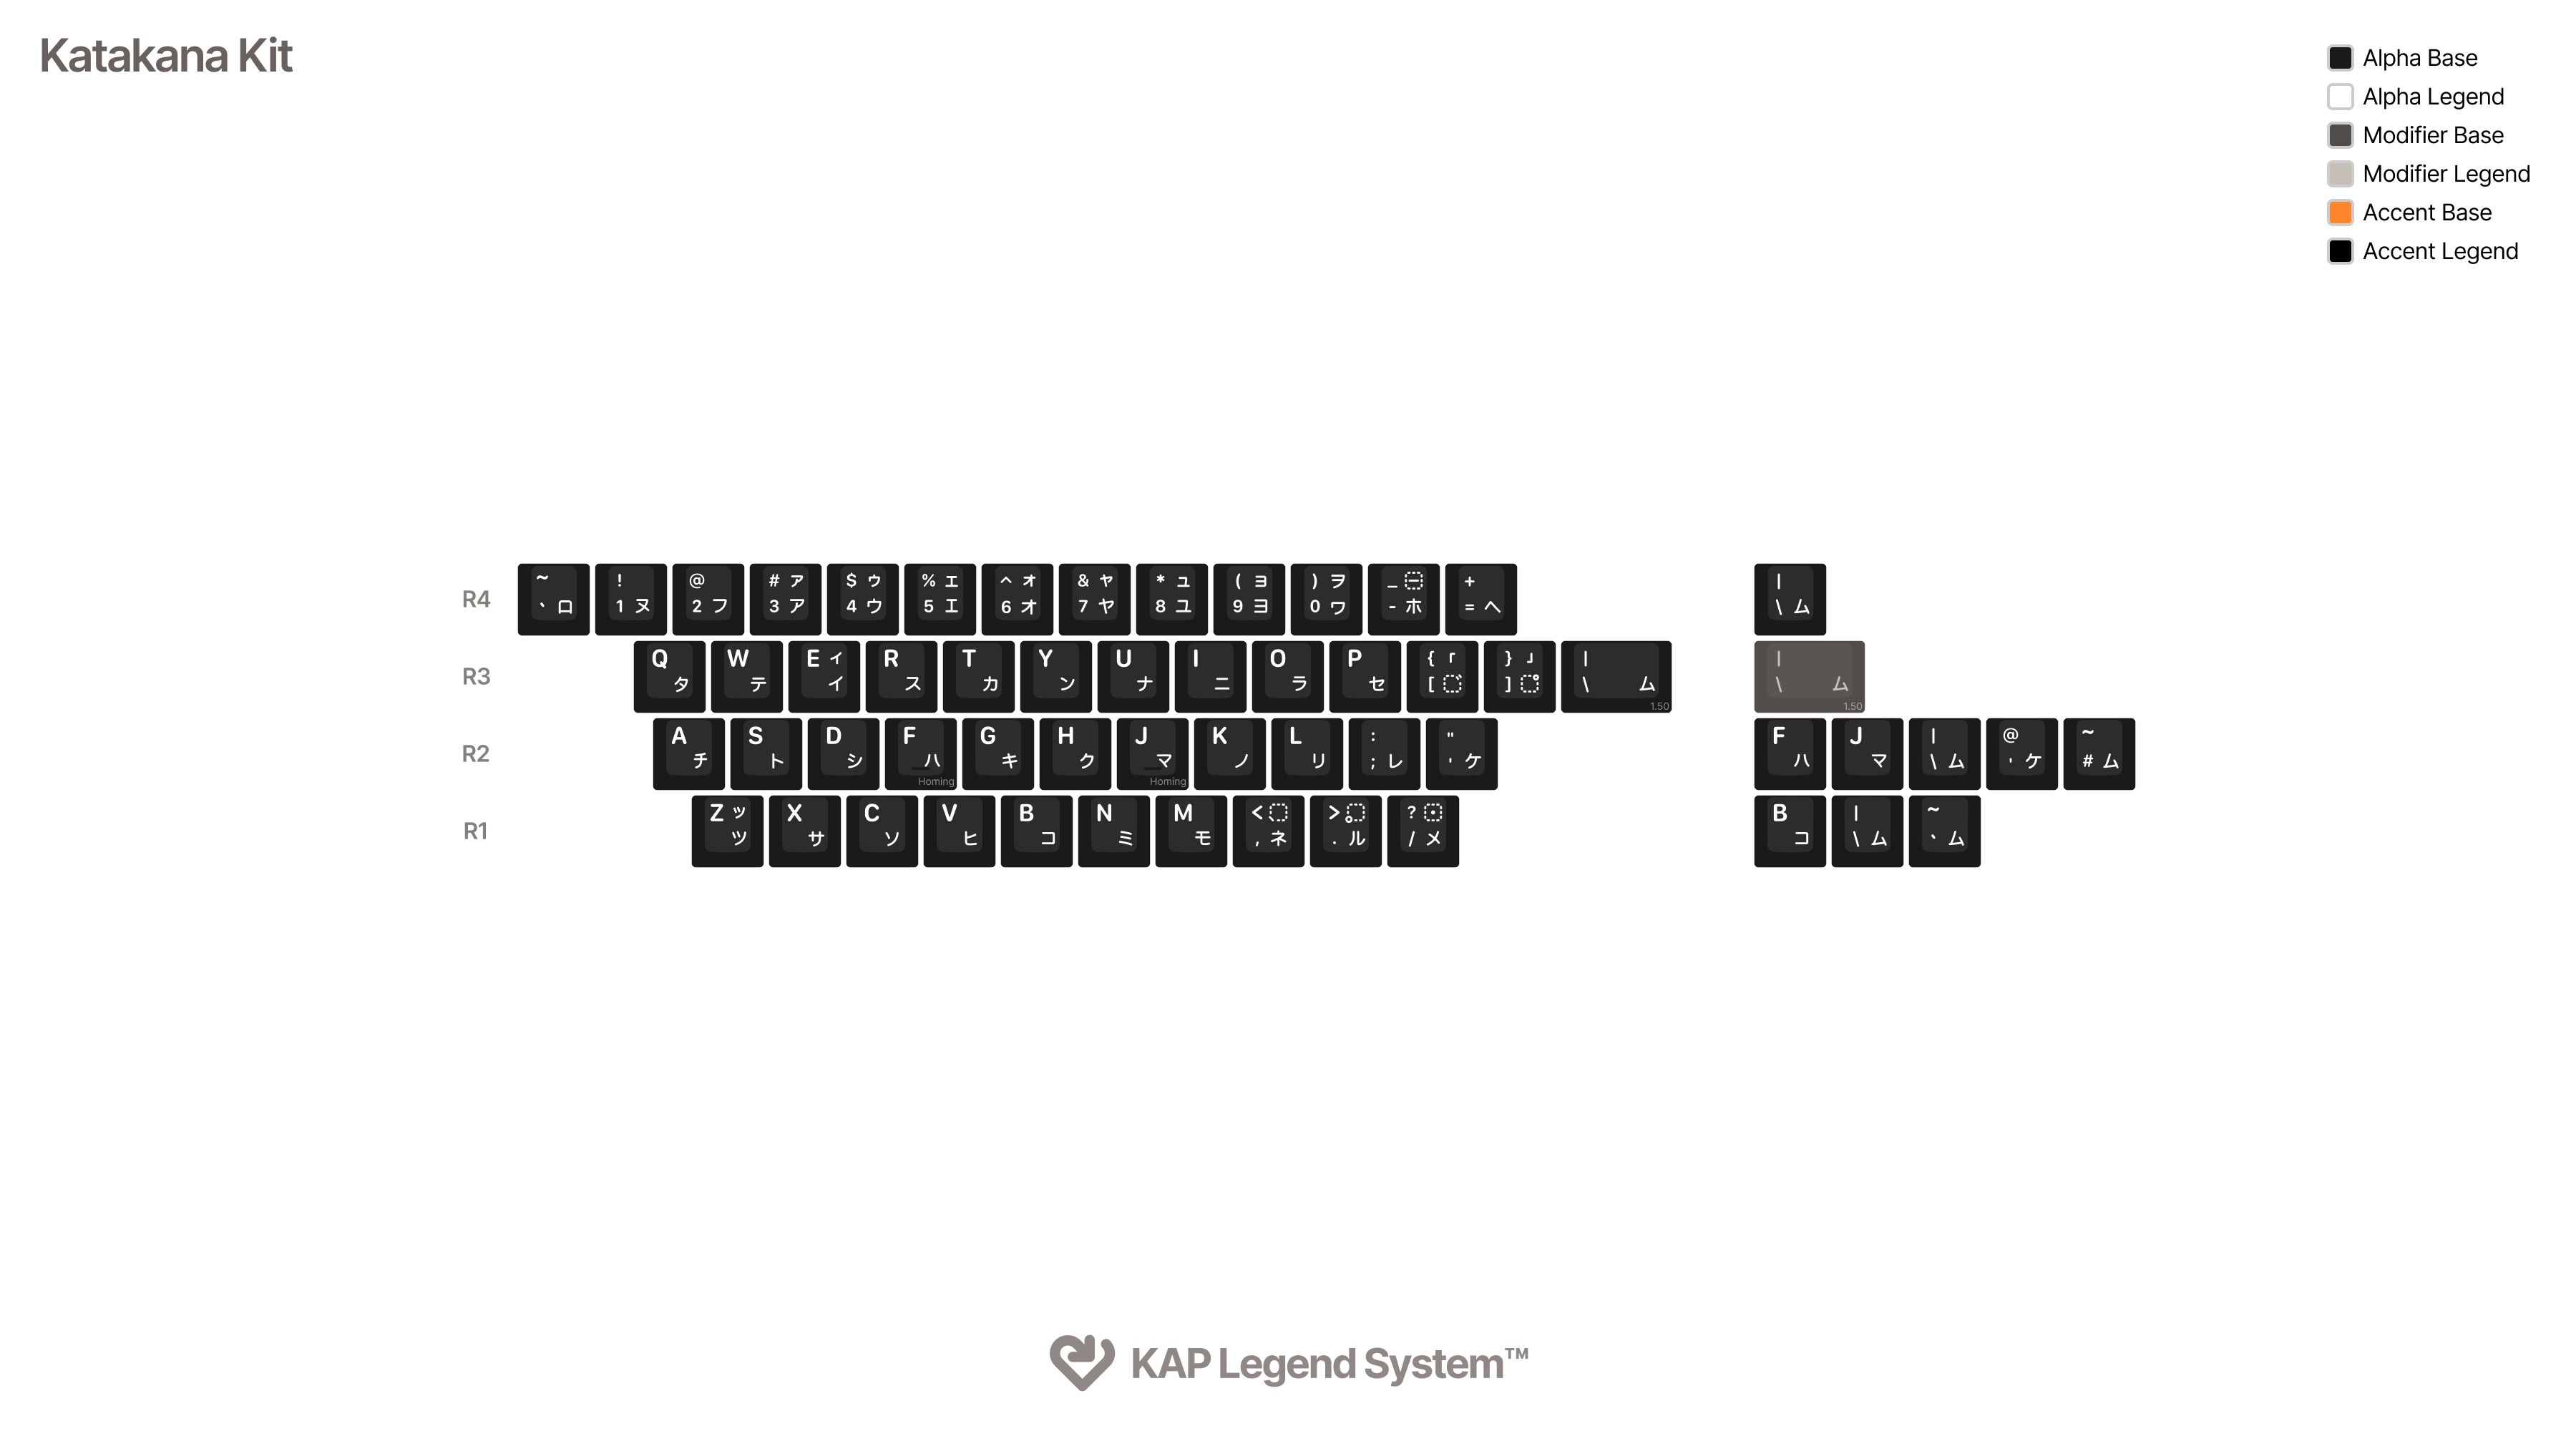 Katakana Kit
Alpha Base
Alpha Legend
Modifier Base
Modifier Legend
Accent Base
Accent Legend
R4
~
` ロ
!
1 ヌ
@
2 フ
# ァ
3 ア
$ ゥ
4 ウ
% ェ
5 エ
^ ォ
6 オ
& ャ
7 ヤ
* ュ
8 ユ
( ョ
9 ヨ
) ヲ
0 ワ
_ ー
- ホ
+
= ヘ
|
\ ム
R3
Q
タ
W
テ
E ィ
イ
R
ス
T
カ
Y
ン
U
ナ
I
ニ
O
ラ
P
セ
{ 「
[ ゛
} 」
] ゜
|
\ ム
1.50
|
\ ム
1.50
R2
A
チ
S
ト
D
シ
F
ハ
Homing
G
キ
H
ク
J
マ
Homing
K
ノ
L
リ
:
; レ
"
' ケ
F
ハ
J
マ
|
\ ム
@
' ケ
~
# ム
R1
Z ッ
ツ
X
サ
C
ソ
V
ヒ
B
コ
N
ミ
M
モ
< 、
, ネ
> 。
. ル
? ・
/ メ
B
コ
|
\ ム
~
` ム
KAP Legend System™